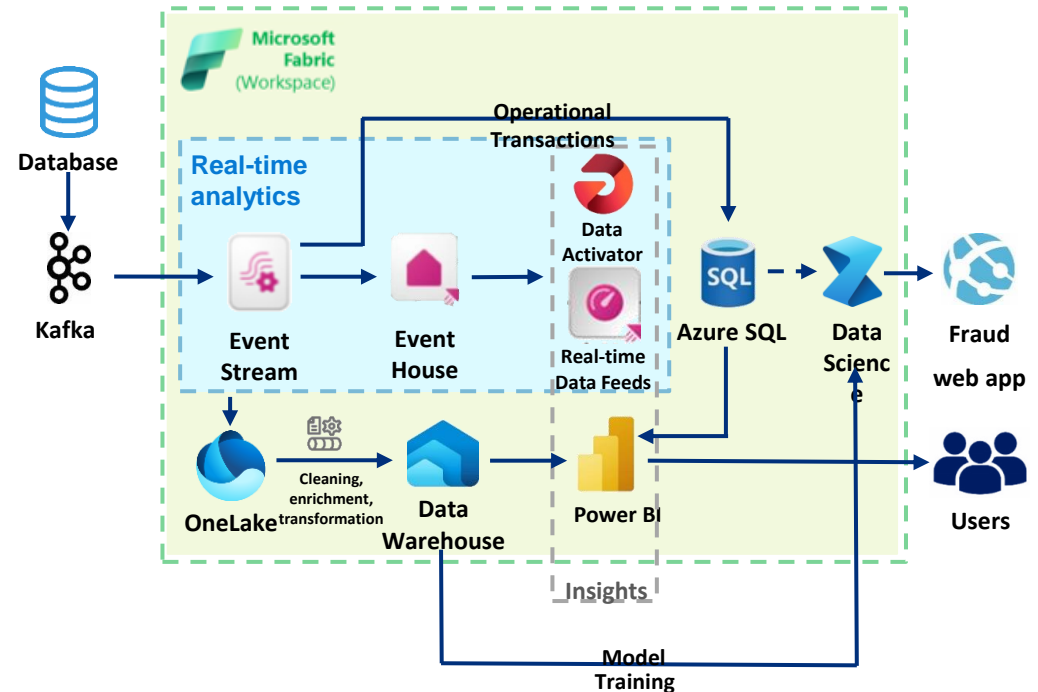 Microsoft
Fabric
(Workspace)
Operational
Transactions
Database
Real-time
analytics
Data
Activator
SQL
Kafka
Event
Stream
Event
House
Real-time
Data Feeds
Azure SQL
Data
Scienc
e
Fraud
web app
OneLake
Cleaning,
enrichment,
transformation
Data
Warehouse
Power BI
Users
Insights
Model
Training